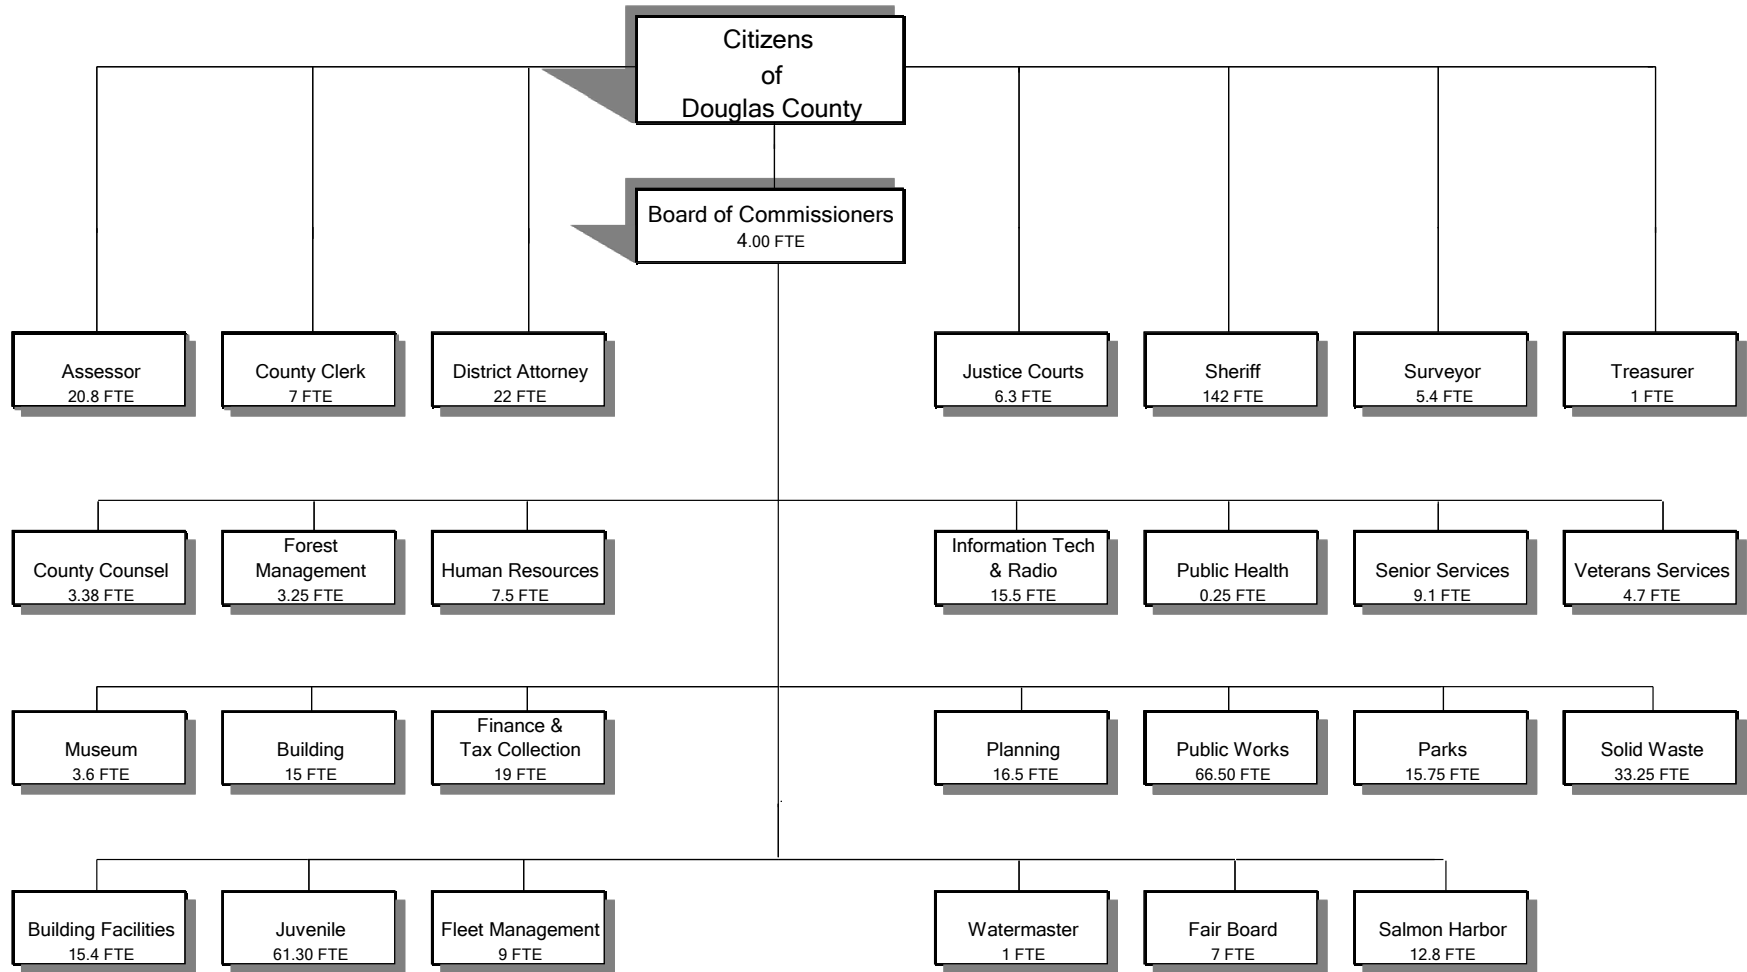 Citizens
of
Douglas County
Board of Commissioners
4.00 FTE
Assessor
20.8 FTE
County Clerk
7 FTE
District Attorney
22 FTE
Justice Courts
6.3 FTE
Sheriff
142 FTE
Surveyor
5.4 FTE
Treasurer
1 FTE
County Counsel
3.38 FTE
Forest
Management
3.25 FTE
Human Resources
7.5 FTE
Information Tech
& Radio
15.5 FTE
Public Health
0.25 FTE
Senior Services
9.1 FTE
Veterans Services
4.7 FTE
Museum
3.6 FTE
Building
15 FTE
Finance &
Tax Collection
19 FTE
Planning
16.5 FTE
Public Works
66.50 FTE
Parks
15.75 FTE
Solid Waste
33.25 FTE
Building Facilities
15.4 FTE
Juvenile
61.30 FTE
Fleet Management
9 FTE
Watermaster
1 FTE
Fair Board
7 FTE
Salmon Harbor
12.8 FTE